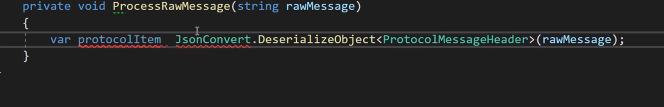 private void ProcessRawMessage(string rawMessage)
{
var protocolItem JsonConvert.DeserializeObject<ProtocolMessageHeader>(rawMessage);
}